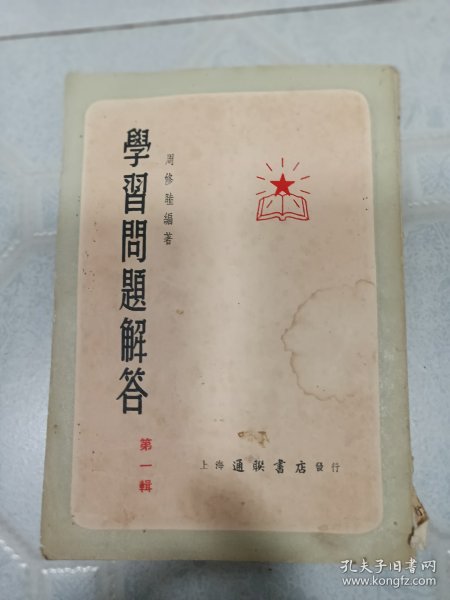 學習問題解答
第一輯
周修睦編著
上海 通聯書店 發行
孔夫子旧书网
www.kongfz.com